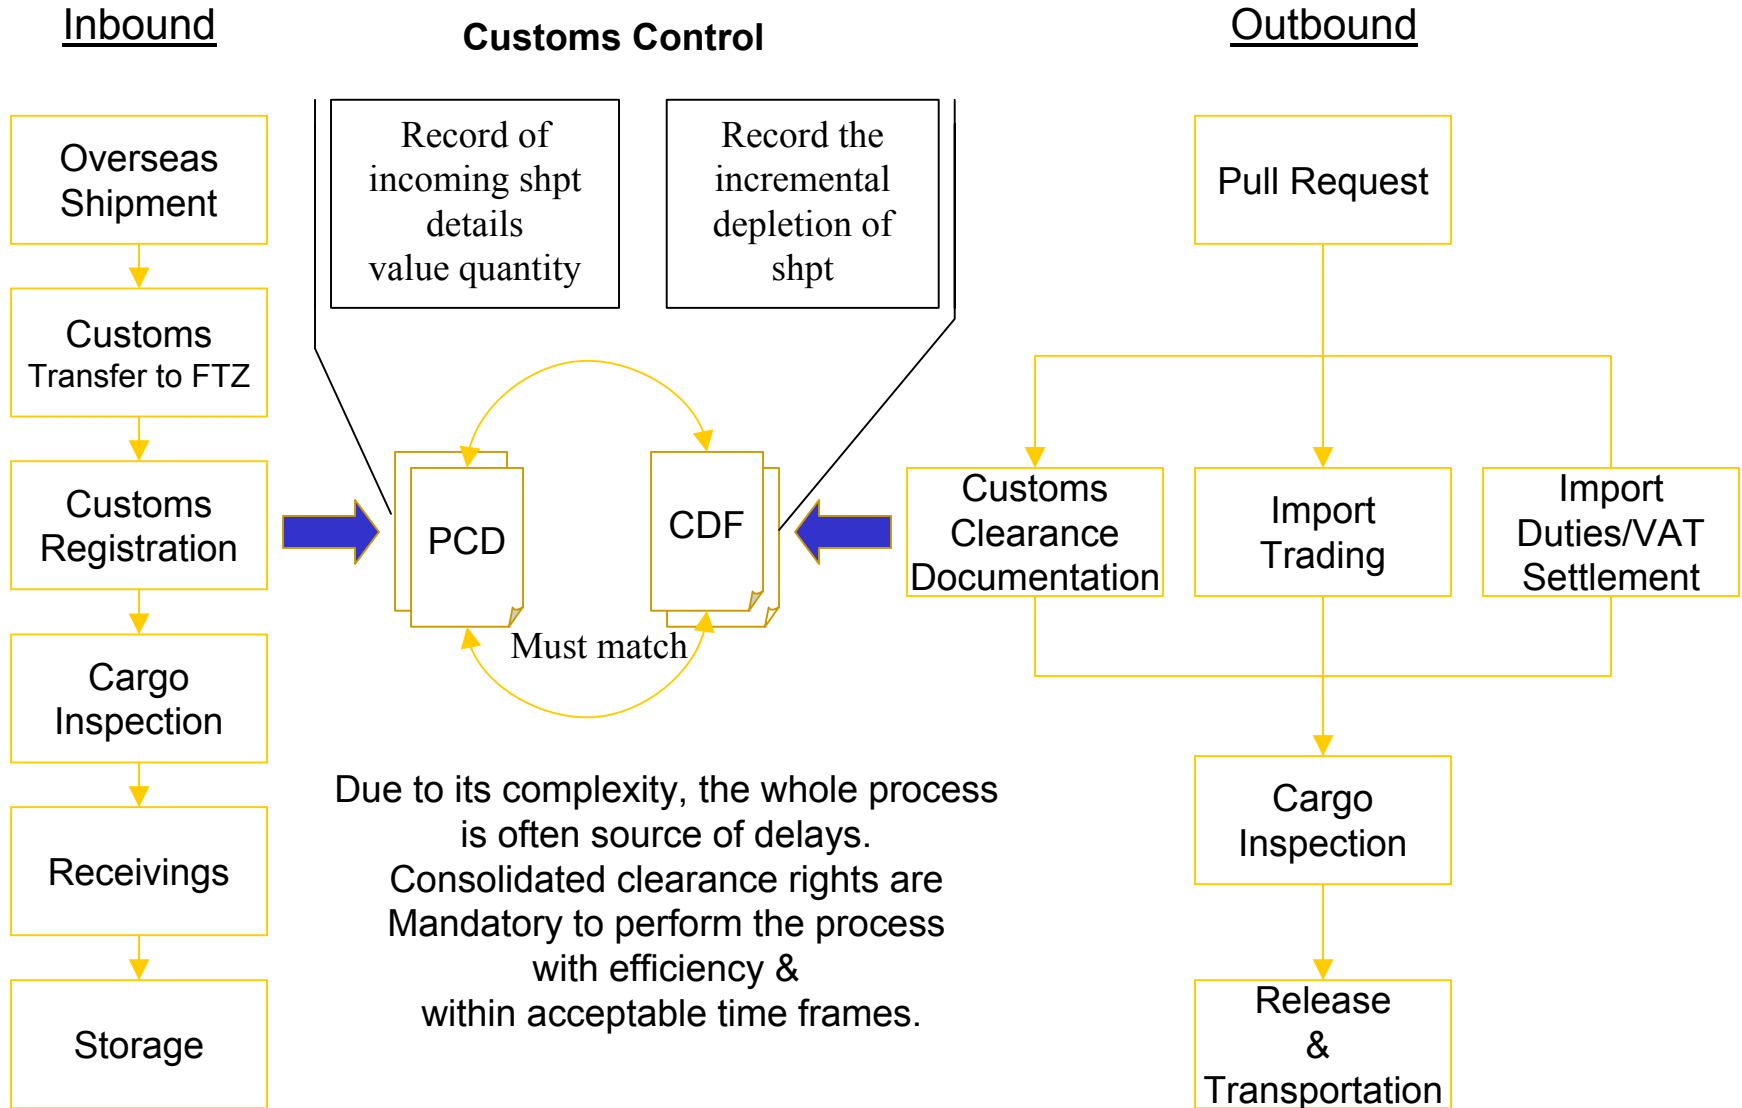 Inbound
Customs Control
Outbound
Overseas
Shipment
Customs
Transfer to FTZ
Customs
Registration
Cargo
Inspection
Receivings
Storage
Record of
incoming shpt
details
value quantity
Record the
incremental
depletion of
shpt
PCD
CDF
Must match
Due to its complexity, the whole process
is often source of delays.
Consolidated clearance rights are
Mandatory to perform the process
with efficiency &
within acceptable time frames.
Pull Request
Customs
Clearance
Documentation
Import
Trading
Import
Duties/VAT
Settlement
Cargo
Inspection
Release
&
Transportation